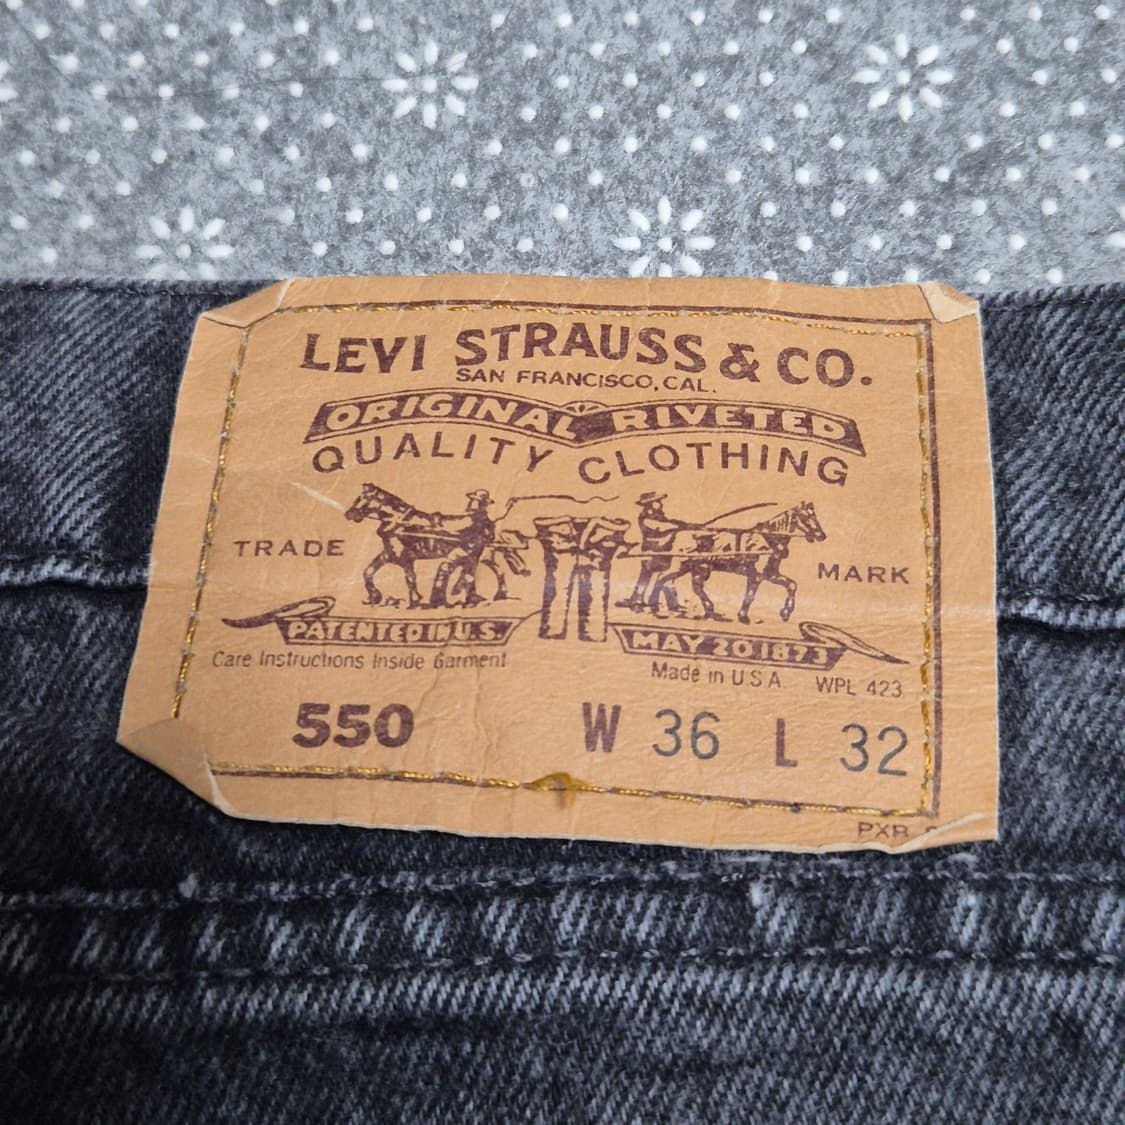 LEVI STRAUSS & CO.
SAN FRANCISCO, CAL.
ORIGINAL RIVETED
QUALITY CLOTHING
TRADE MARK
PATENTED IN U.S. MAY 20 1873
Care Instructions Inside Garment Made in U.S.A. WPL 423
550 W 36 L 32
PXR